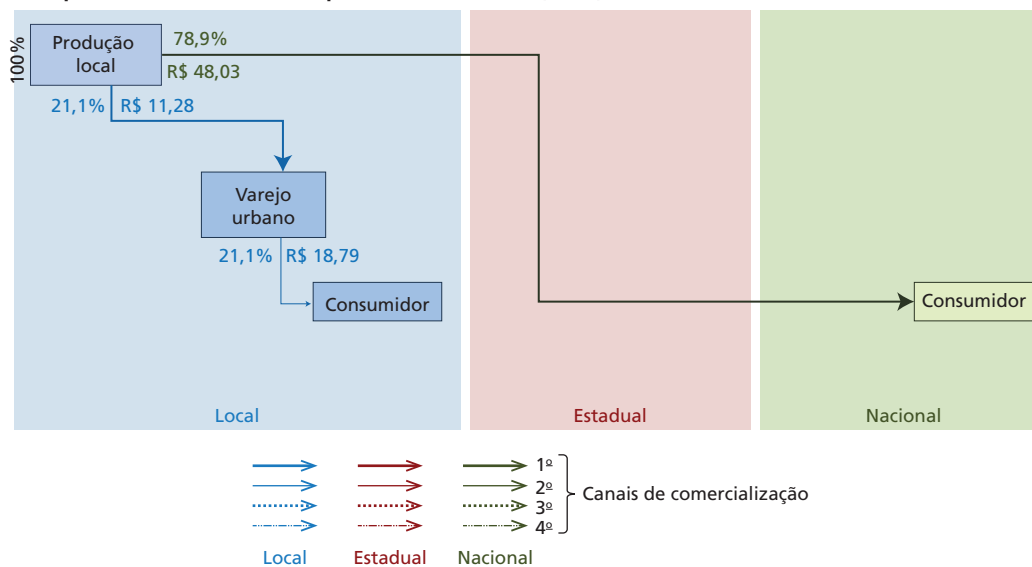 100%
Produção
local
78,9%
R$ 48,03
21,1%
R$ 11,28
Varejo
urbano
21,1%
R$ 18,79
Consumidor
Consumidor
Local
Estadual
Nacional
1º
2º
3º
4º
Canais de comercialização
Local
Estadual
Nacional